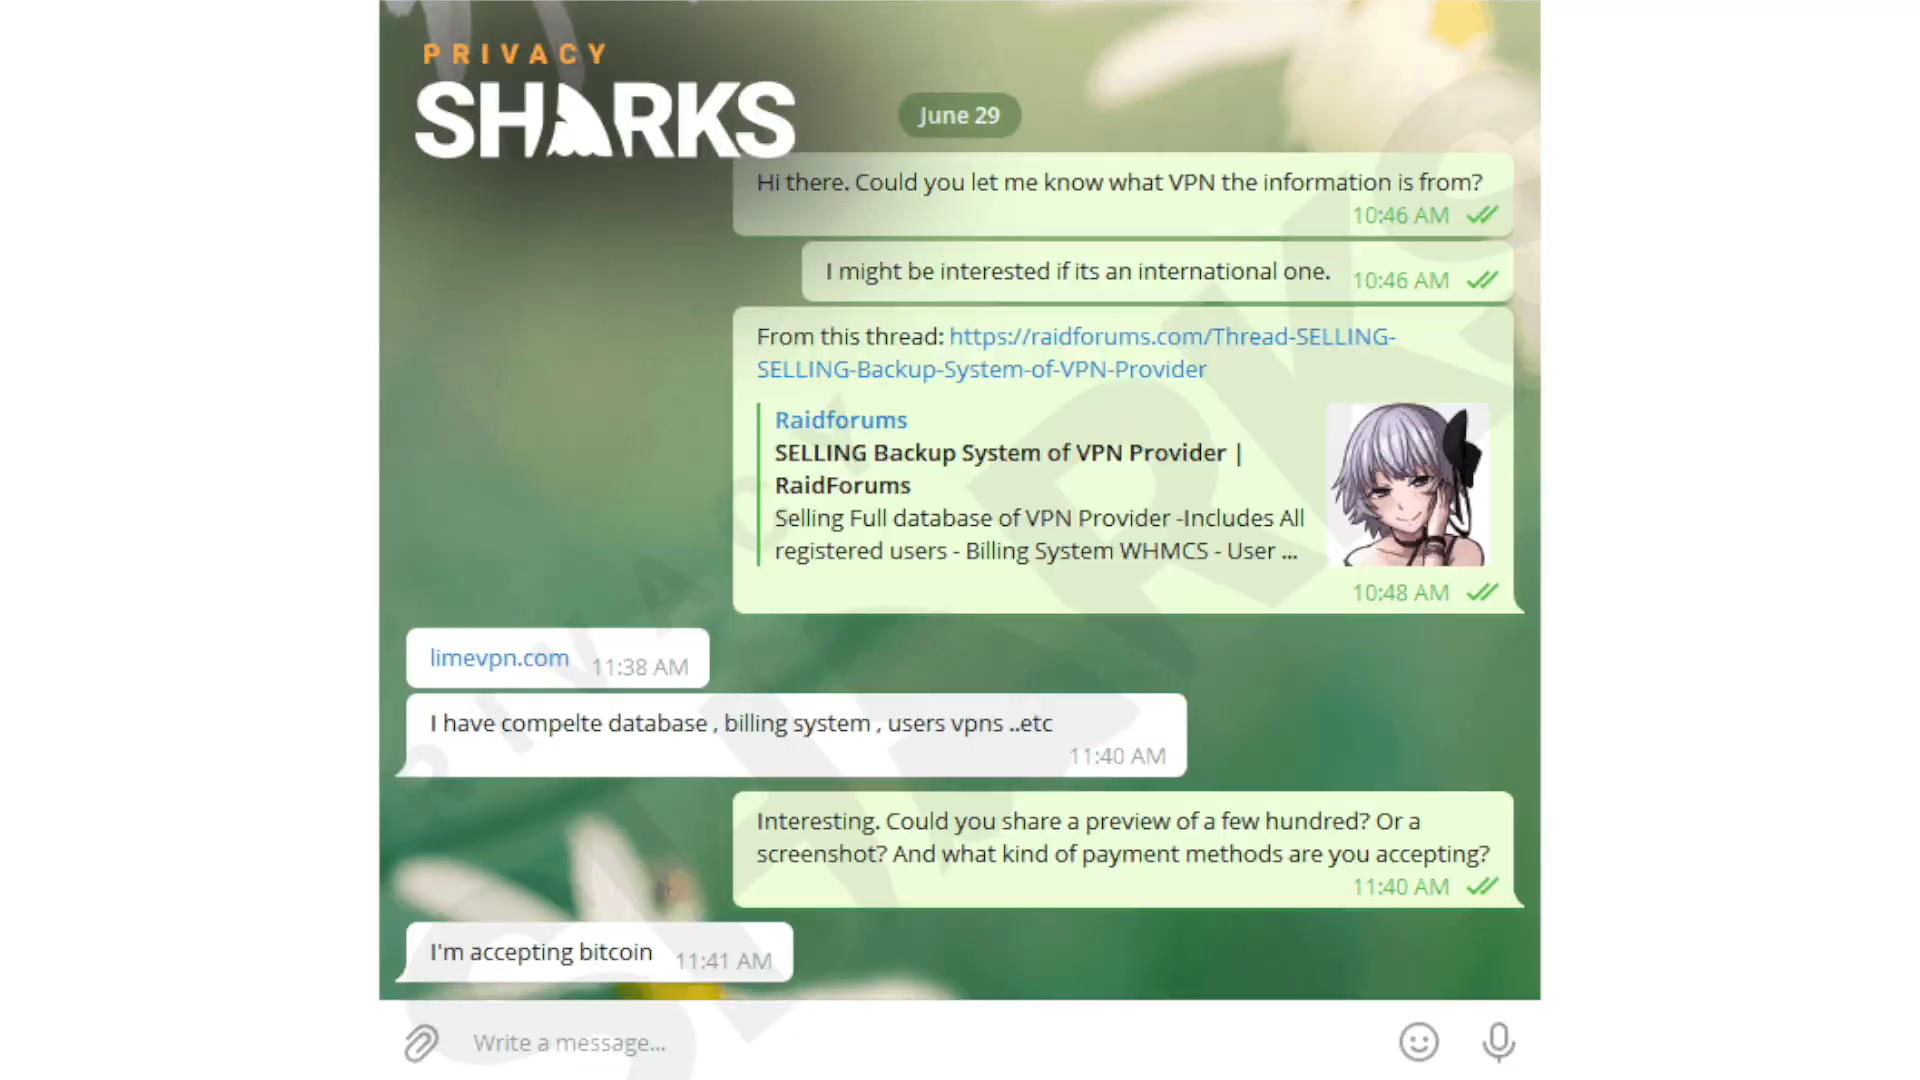 PRIVACY
SHARKS
June 29
Hi there. Could you let me know what VPN the information is from?
10:46 AM
I might be interested if its an international one.
10:46 AM
From this thread: https://raidforums.com/Thread-SELLING-
SELLING-Backup-System-of-VPN-Provider
Raidforums
SELLING Backup System of VPN Provider |
RaidForums
Selling Full database of VPN Provider -Includes All
registered users - Billing System WHMCS - User ...
10:48 AM
limevpn.com
11:38 AM
I have compelte database , billing system , users vpns ..etc
11:40 AM
Interesting. Could you share a preview of a few hundred? Or a
screenshot? And what kind of payment methods are you accepting?
11:40 AM
I'm accepting bitcoin
11:41 AM
Write a message...
PRIVACY
SHARKS